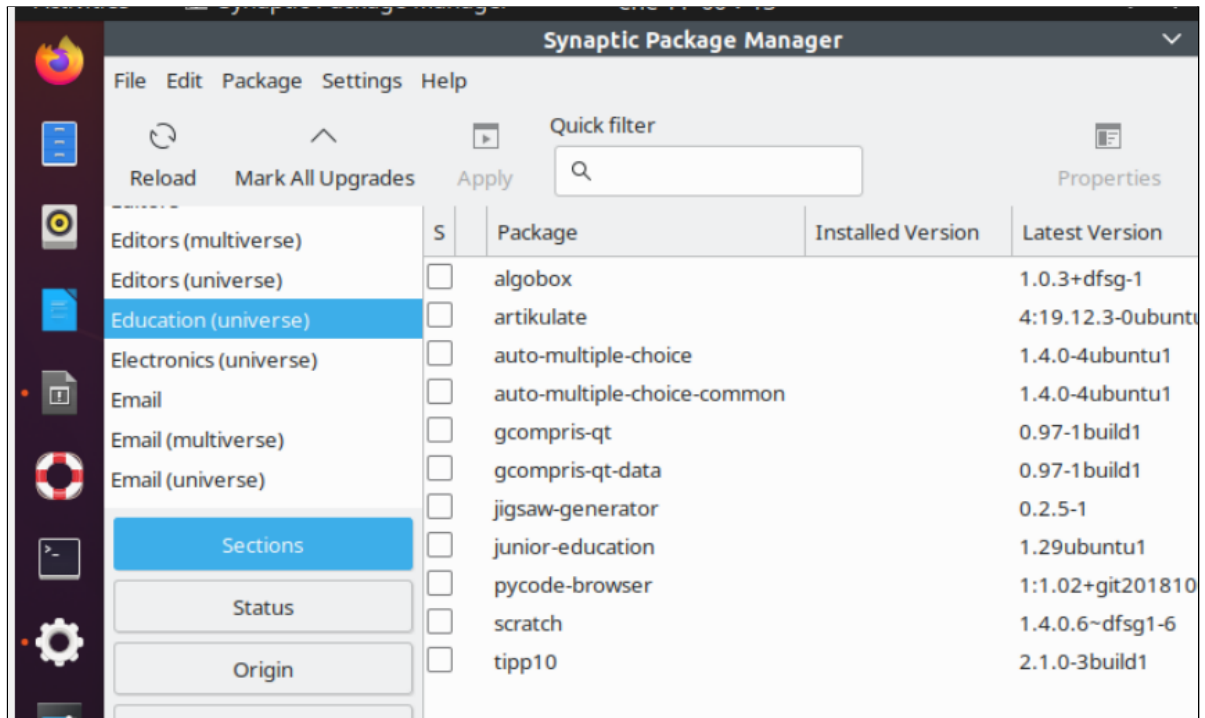 Synaptic Package Manager
File Edit Package Settings Help
Reload
Mark All Upgrades
Apply
Quick filter
Properties
Editors (multiverse)
Editors (universe)
Education (universe)
Electronics (universe)
Email
Email (multiverse)
Email (universe)
Sections
Status
Origin
S Package Installed Version Latest Version
algobox 1.0.3+dfsg-1
artikulate 4:19.12.3-0ubuntu
auto-multiple-choice 1.4.0-4ubuntu1
auto-multiple-choice-common 1.4.0-4ubuntu1
gcompris-qt 0.97-1build1
gcompris-qt-data 0.97-1build1
jigsaw-generator 0.2.5-1
junior-education 1.29ubuntu1
pycode-browser 1:1.02+git201810
scratch 1.4.0.6~dfsg1-6
tipp10 2.1.0-3build1